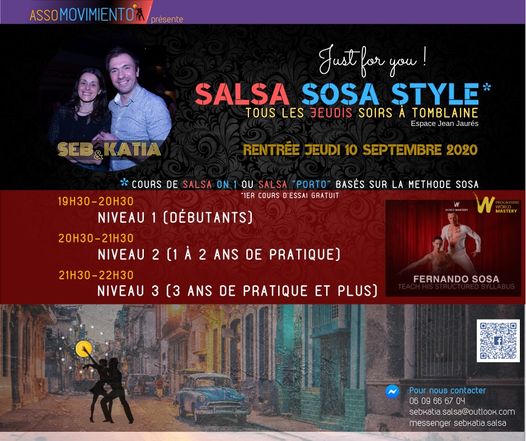 ASSO MOVIMIENTO présente
Just for you !
SALSA SOSA STYLE*
TOUS LES JEUDIS SOIRS À TOMBLAINE
Espace Jean Jaurés
SEB & KATIA
RENTRÉE JEUDI 10 SEPTEMBRE 2020
* COURS DE SALSA ON 1 OU SALSA "PORTO" BASÉS SUR LA METHODE SOSA
*1ER COURS D'ESSAI GRATUIT
19H30-20H30
NIVEAU 1 (DÉBUTANTS)
20H30-21H30
NIVEAU 2 (1 À 2 ANS DE PRATIQUE)
21H30-22H30
NIVEAU 3 (3 ANS DE PRATIQUE ET PLUS)
WORLD MASTERY
FERNANDO SOSA
TEACH HIS STRUCTURED SYLLABUS
Pour nous contacter
06 09 66 67 04
sebkatia.salsa@outlook.com
messenger sebkatia.salsa